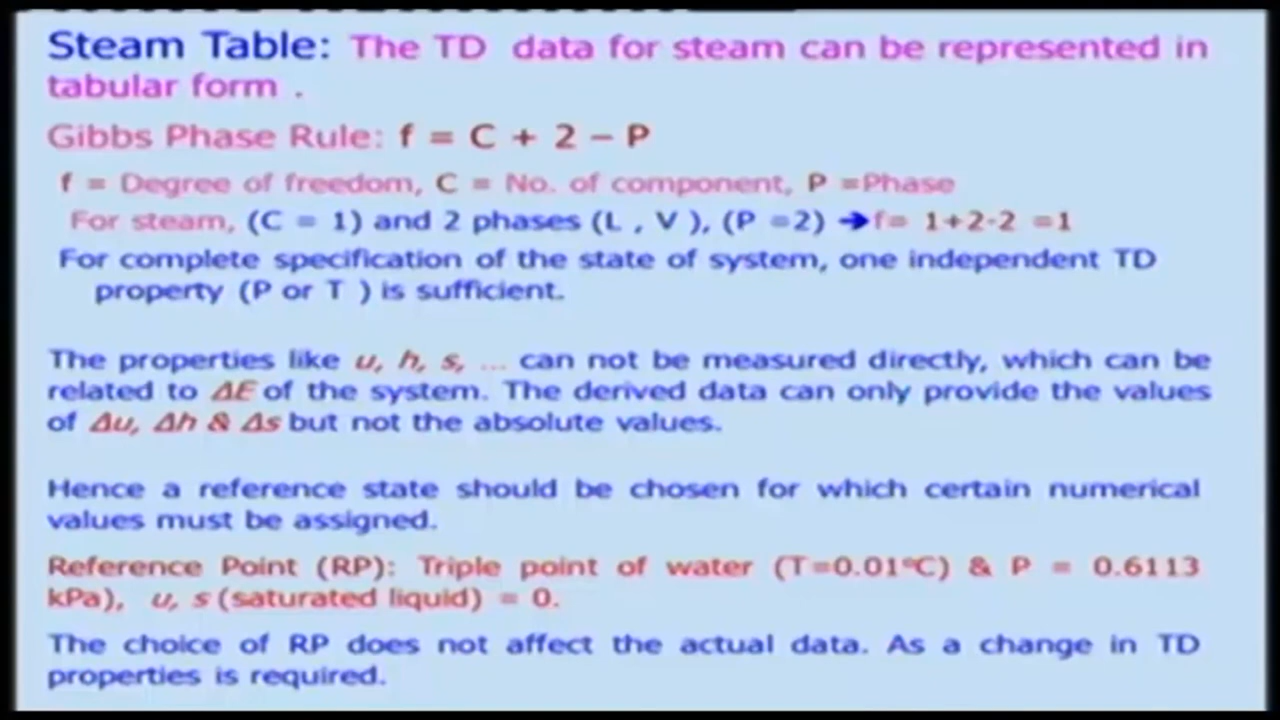 Steam Table: The TD data for steam can be represented in
tabular form .
Gibbs Phase Rule: f = C + 2 – P
f = Degree of freedom, C = No. of component, P =Phase
For steam, (C = 1) and 2 phases (L , V ), (P =2) ➔f= 1+2-2 =1
For complete specification of the state of system, one independent TD
property (P or T ) is sufficient.
The properties like u, h, s, ... can not be measured directly, which can be
related to ΔE of the system. The derived data can only provide the values
of Δu, Δh & Δs but not the absolute values.
Hence a reference state should be chosen for which certain numerical
values must be assigned.
Reference Point (RP): Triple point of water (T=0.01°C) & P = 0.6113
kPa), u, s (saturated liquid) = 0.
The choice of RP does not affect the actual data. As a change in TD
properties is required.